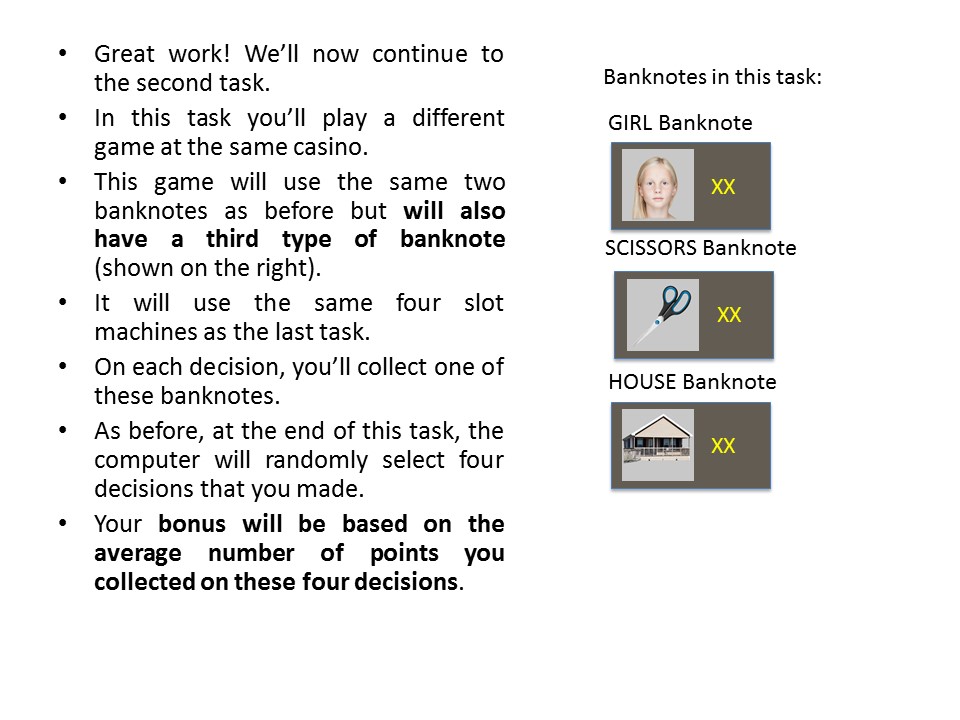 • Great work! We’ll now continue to
the second task.
• In this task you’ll play a different
game at the same casino.
• This game will use the same two
banknotes as before but will also
have a third type of banknote
(shown on the right).
• It will use the same four slot
machines as the last task.
• On each decision, you’ll collect one of
these banknotes.
• As before, at the end of this task, the
computer will randomly select four
decisions that you made.
• Your bonus will be based on the
average number of points you
collected on these four decisions.
Banknotes in this task:
GIRL Banknote
XX
SCISSORS Banknote
XX
HOUSE Banknote
XX